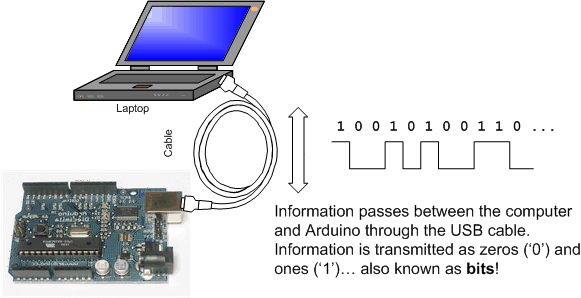 Laptop
Cable
1 0 0 1 0 1 0 0 1 1 0 ...
Information passes between the computer
and Arduino through the USB cable.
Information is transmitted as zeros (‘0’) and
ones (‘1’)… also known as bits!